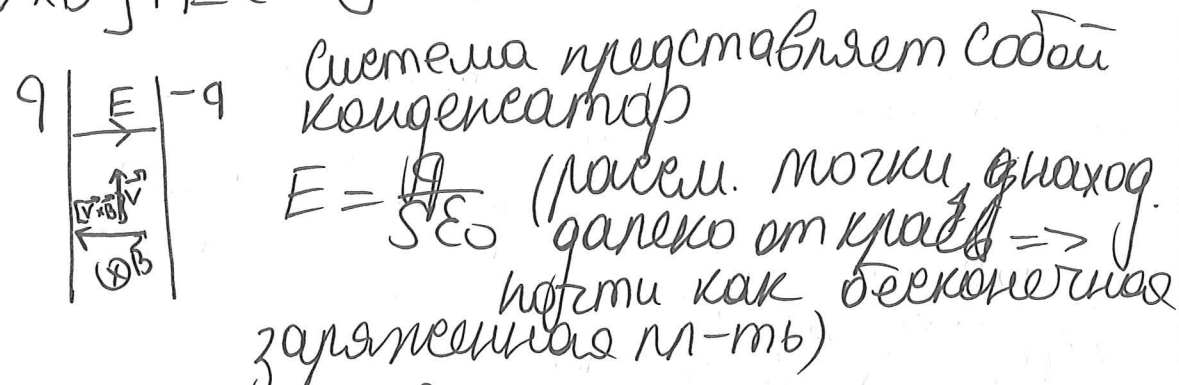 Система представляет собой
конденсатор
q E -q
E = q/Sε₀ (рассм. точки, наход.
далеко от краёв =>
почти как бесконечная
заряженная пл-ть)
[v⃗×B⃗] v⃗
⊗B⃗